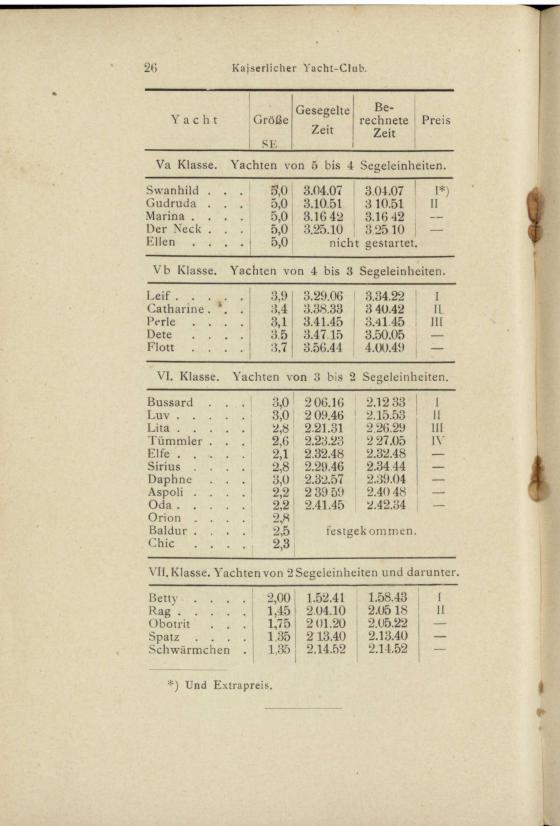 26 Kaiserlicher Yacht-Club.
Yacht Größe SE Gesegelte Zeit Be-rechnete Zeit Preis
Va Klasse. Yachten von 5 bis 4 Segeleinheiten.
Swanhild . . . 5,0 3.04.07 3.04.07 I*)
Gudruda . . . 5,0 3.10.51 3 10.51 II
Marina . . . . 5,0 3.16 42 3.16 42 —
Der Neck . . . 5,0 3.25.10 3 25 10 —
Ellen . . . . 5,0 nicht gestartet.
Vb Klasse. Yachten von 4 bis 3 Segeleinheiten.
Leif . . . . . 3,9 3.29.06 3.34.22 I
Catharine . . . 3,4 3.38.33 3 40.42 II
Perle . . . . 3,1 3.41.45 3.41.45 III
Dete . . . . 3.5 3.47.15 3.50.05 —
Flott . . . . 3,7 3.56.44 4.00.49 —
VI. Klasse. Yachten von 3 bis 2 Segeleinheiten.
Bussard . . . 3,0 2 06.16 2.12 33 I
Luv . . . . . 3,0 2 09.46 2.15.53 II
Lita . . . . . 2,8 2.21.31 2 26.29 III
Tümmler . . . 2,6 2.23.23 2 27.05 IV
Elfe . . . . . 2,1 2.32.48 2.32.48 —
Sirius . . . . 2,8 2.29.46 2.34 44 —
Daphne . . . 3,0 2.32.57 2.39.04 —
Aspoli . . . . 2,2 2 39 59 2.40 48 —
Oda . . . . . 2,2 2.41.45 2.42.34 —
Orion . . . . 2,8
Baldur . . . . 2,5 festgekommen.
Chic . . . . 2,3
VII. Klasse. Yachten von 2 Segeleinheiten und darunter.
Betty . . . . 2,00 1.52.41 1.58.43 I
Rag . . . . . 1,45 2.04.10 2.05 18 II
Obotrit . . . 1,75 2 01.20 2.05.22 —
Spatz . . . . 1.35 2 13.40 2.13.40 —
Schwärmchen . 1,35 2.14.52 2.14.52 —
*) Und Extrapreis.